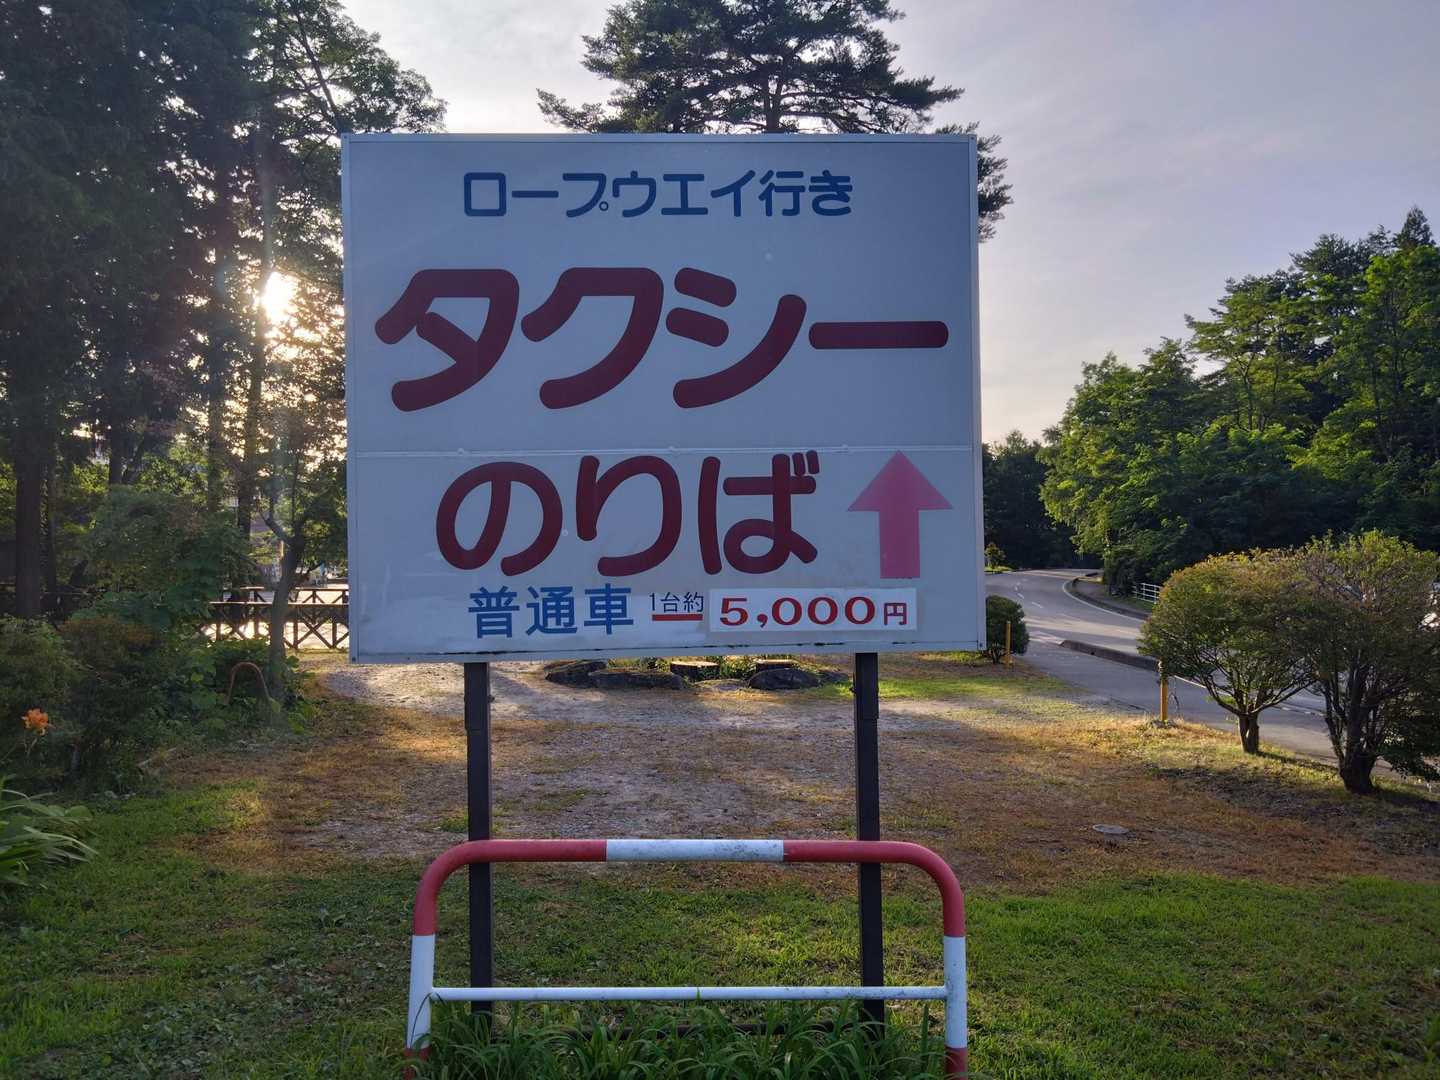 ロープウエイ行き
タクシー
のりば
普通車 1台約 5,000円